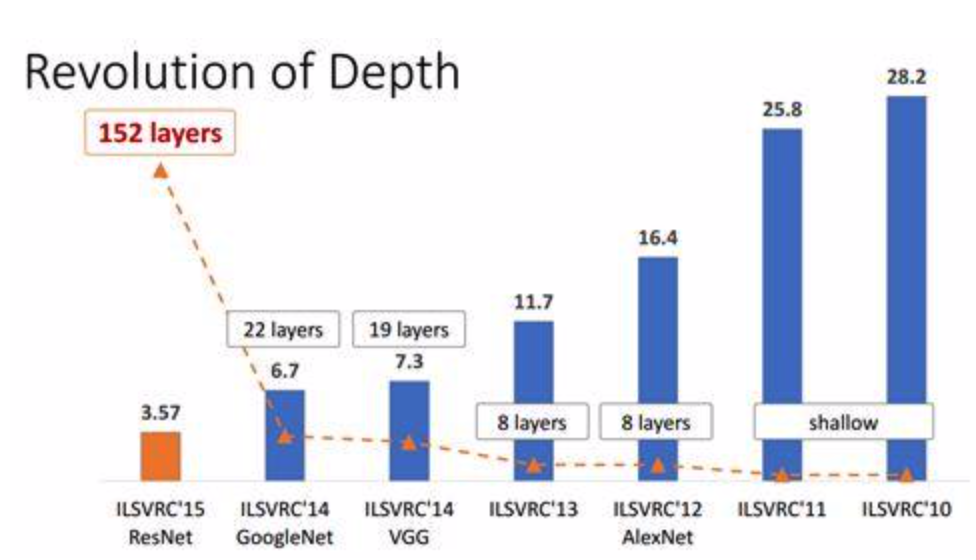 Revolution of Depth
152 layers
28.2
25.8
16.4
11.7
22 layers
19 layers
6.7
7.3
3.57
8 layers
8 layers
shallow
ILSVRC'15
ResNet
ILSVRC'14
GoogleNet
ILSVRC'14
VGG
ILSVRC'13
ILSVRC'12
AlexNet
ILSVRC'11
ILSVRC'10